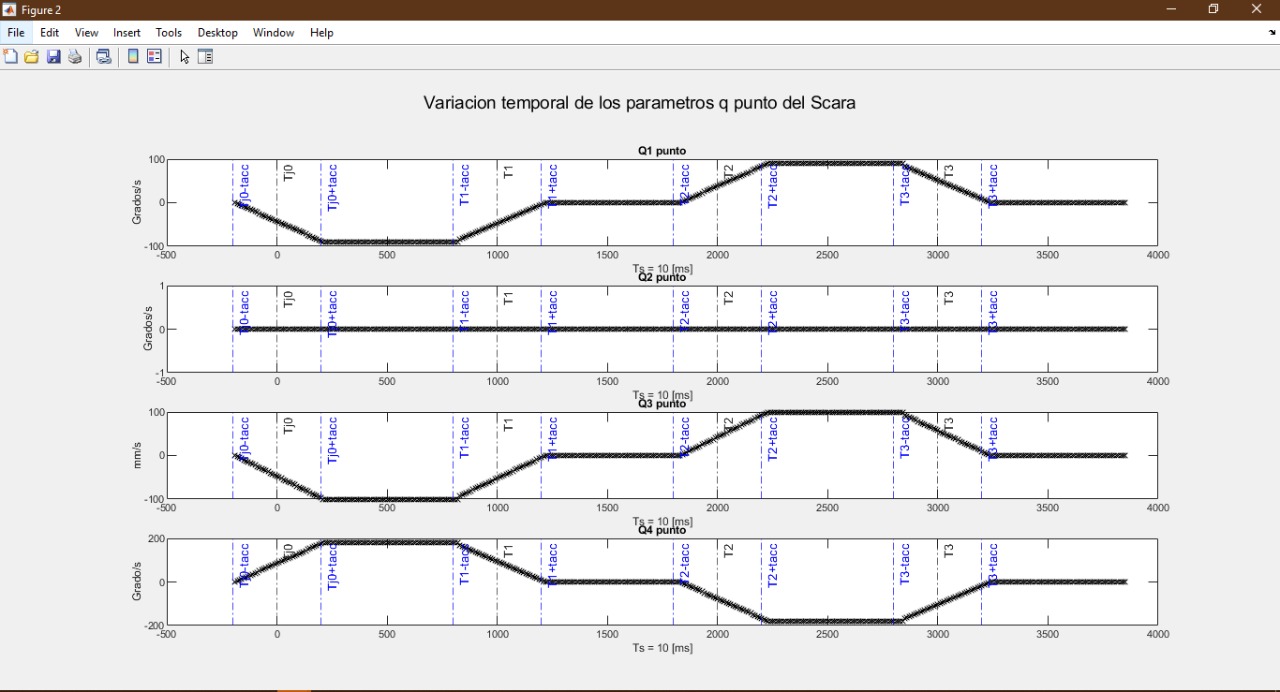 Figure 2
File Edit View Insert Tools Desktop Window Help
Variacion temporal de los parametros q punto del Scara
Q1 punto
Grados/s
100
0
-100
Tj0-tacc Tj0 Tj0+tacc T1-tacc T1 T1+tacc T2-tacc T2 T2+tacc T3-tacc T3 T3+tacc
-500 0 500 1000 1500 2000 2500 3000 3500 4000
Ts = 10 [ms]
Q2 punto
Grados/s
1
0
-1
Tj0-tacc Tj0 Tj0+tacc T1-tacc T1 T1+tacc T2-tacc T2 T2+tacc T3-tacc T3 T3+tacc
-500 0 500 1000 1500 2000 2500 3000 3500 4000
Ts = 10 [ms]
Q3 punto
mm/s
100
0
-100
Tj0-tacc Tj0 Tj0+tacc T1-tacc T1 T1+tacc T2-tacc T2 T2+tacc T3-tacc T3 T3+tacc
-500 0 500 1000 1500 2000 2500 3000 3500 4000
Ts = 10 [ms]
Q4 punto
Grado/s
200
0
-200
Tj0-tacc Tj0 Tj0+tacc T1-tacc T1 T1+tacc T2-tacc T2 T2+tacc T3-tacc T3 T3+tacc
-500 0 500 1000 1500 2000 2500 3000 3500 4000
Ts = 10 [ms]